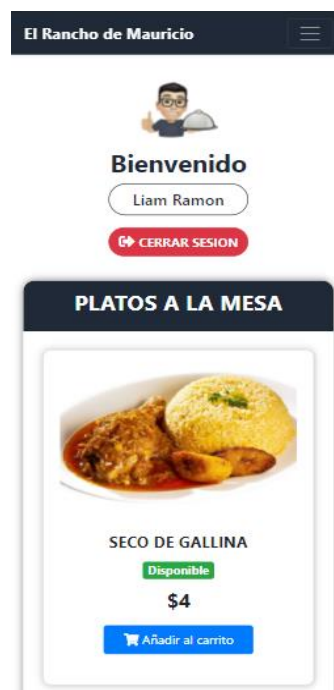 El Rancho de Mauricio
Bienvenido
Liam Ramon
CERRAR SESION
PLATOS A LA MESA
SECO DE GALLINA
Disponible
$4
Añadir al carrito